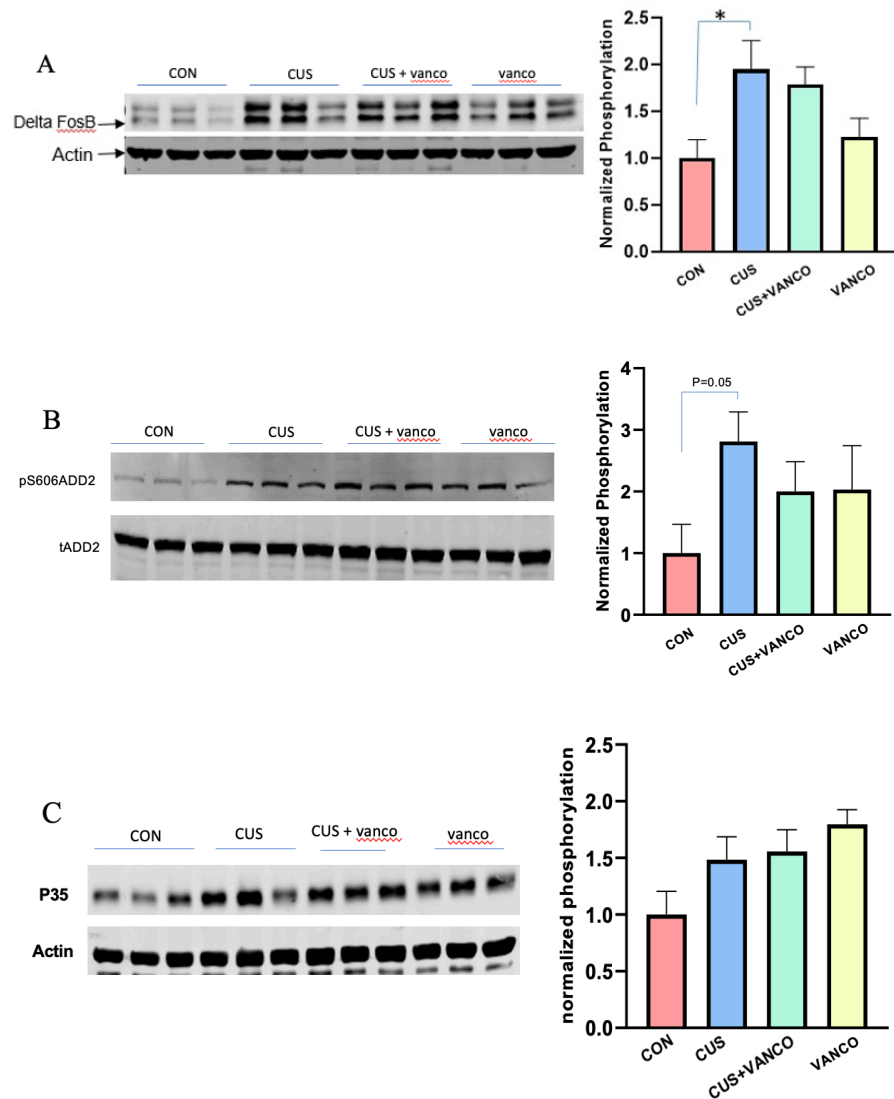 A
CON
CUS
CUS + vanco
vanco
Delta FosB
Actin
Normalized Phosphorylation
2.5
2.0
1.5
1.0
0.5
0.0
*
CON
CUS
CUS+VANCO
VANCO
B
CON
CUS
CUS + vanco
vanco
pS606ADD2
tADD2
Normalized Phosphorylation
4
3
2
1
0
P=0.05
CON
CUS
CUS+VANCO
VANCO
C
CON
CUS
CUS + vanco
vanco
P35
Actin
normalized phosphorylation
2.5
2.0
1.5
1.0
0.5
0.0
CON
CUS
CUS+VANCO
VANCO